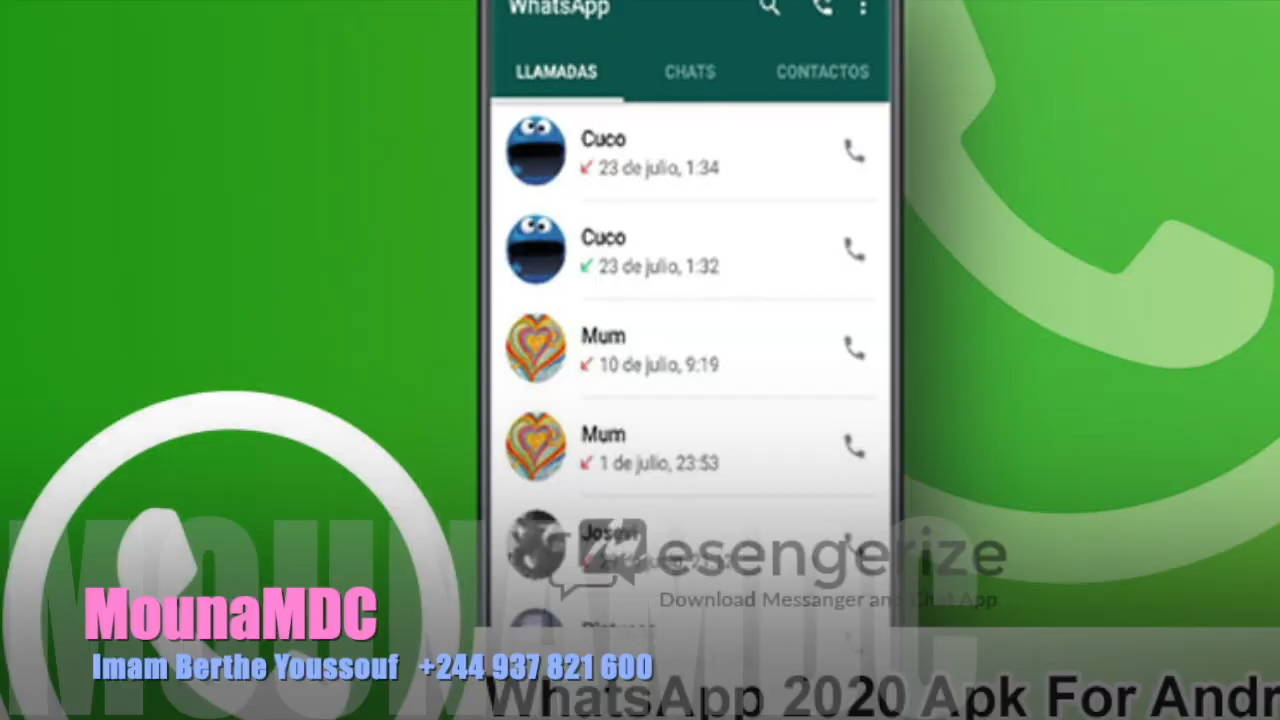 WhatsApp
LLAMADAS CHATS CONTACTOS
Cuco
23 de julio, 1:34
Cuco
23 de julio, 1:32
Mum
10 de julio, 9:19
Mum
1 de julio, 23:53
esengerize
Download Messanger and Chat App
MounaMDC
Imam Berthe Youssouf +244 937 821 600
WhatsApp 2020 Apk For Andr